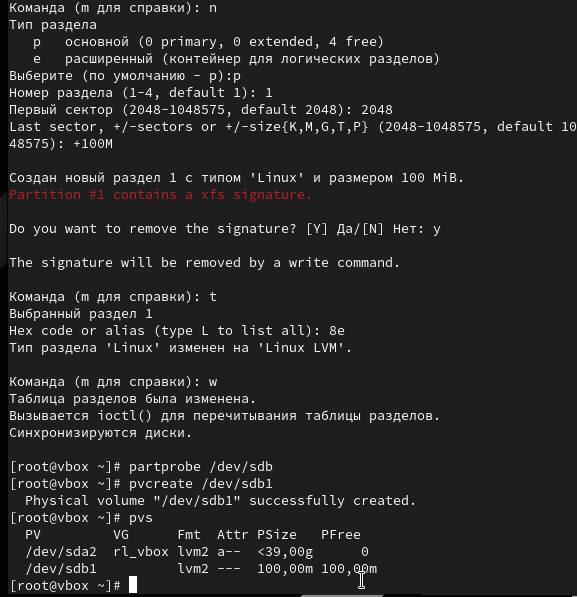 Команда (m для справки): n
Тип раздела
   p   основной (0 primary, 0 extended, 4 free)
   e   расширенный (контейнер для логических разделов)
Выберите (по умолчанию - p):p
Номер раздела (1-4, default 1): 1
Первый сектор (2048-1048575, default 2048): 2048
Last sector, +/-sectors or +/-size{K,M,G,T,P} (2048-1048575, default 10
48575): +100M

Создан новый раздел 1 с типом 'Linux' и размером 100 MiB.
Partition #1 contains a xfs signature.

Do you want to remove the signature? [Y] Да/[N] Нет: y

The signature will be removed by a write command.

Команда (m для справки): t
Выбранный раздел 1
Hex code or alias (type L to list all): 8e
Тип раздела 'Linux' изменен на 'Linux LVM'.

Команда (m для справки): w
Таблица разделов была изменена.
Вызывается ioctl() для перечитывания таблицы разделов.
Синхронизируются диски.

[root@vbox ~]# partprobe /dev/sdb
[root@vbox ~]# pvcreate /dev/sdb1
  Physical volume "/dev/sdb1" successfully created.
[root@vbox ~]# pvs
  PV         VG      Fmt  Attr PSize   PFree
  /dev/sda2  rl_vbox lvm2 a--  <39,00g      0
  /dev/sdb1          lvm2 ---  100,00m 100,00m
[root@vbox ~]#